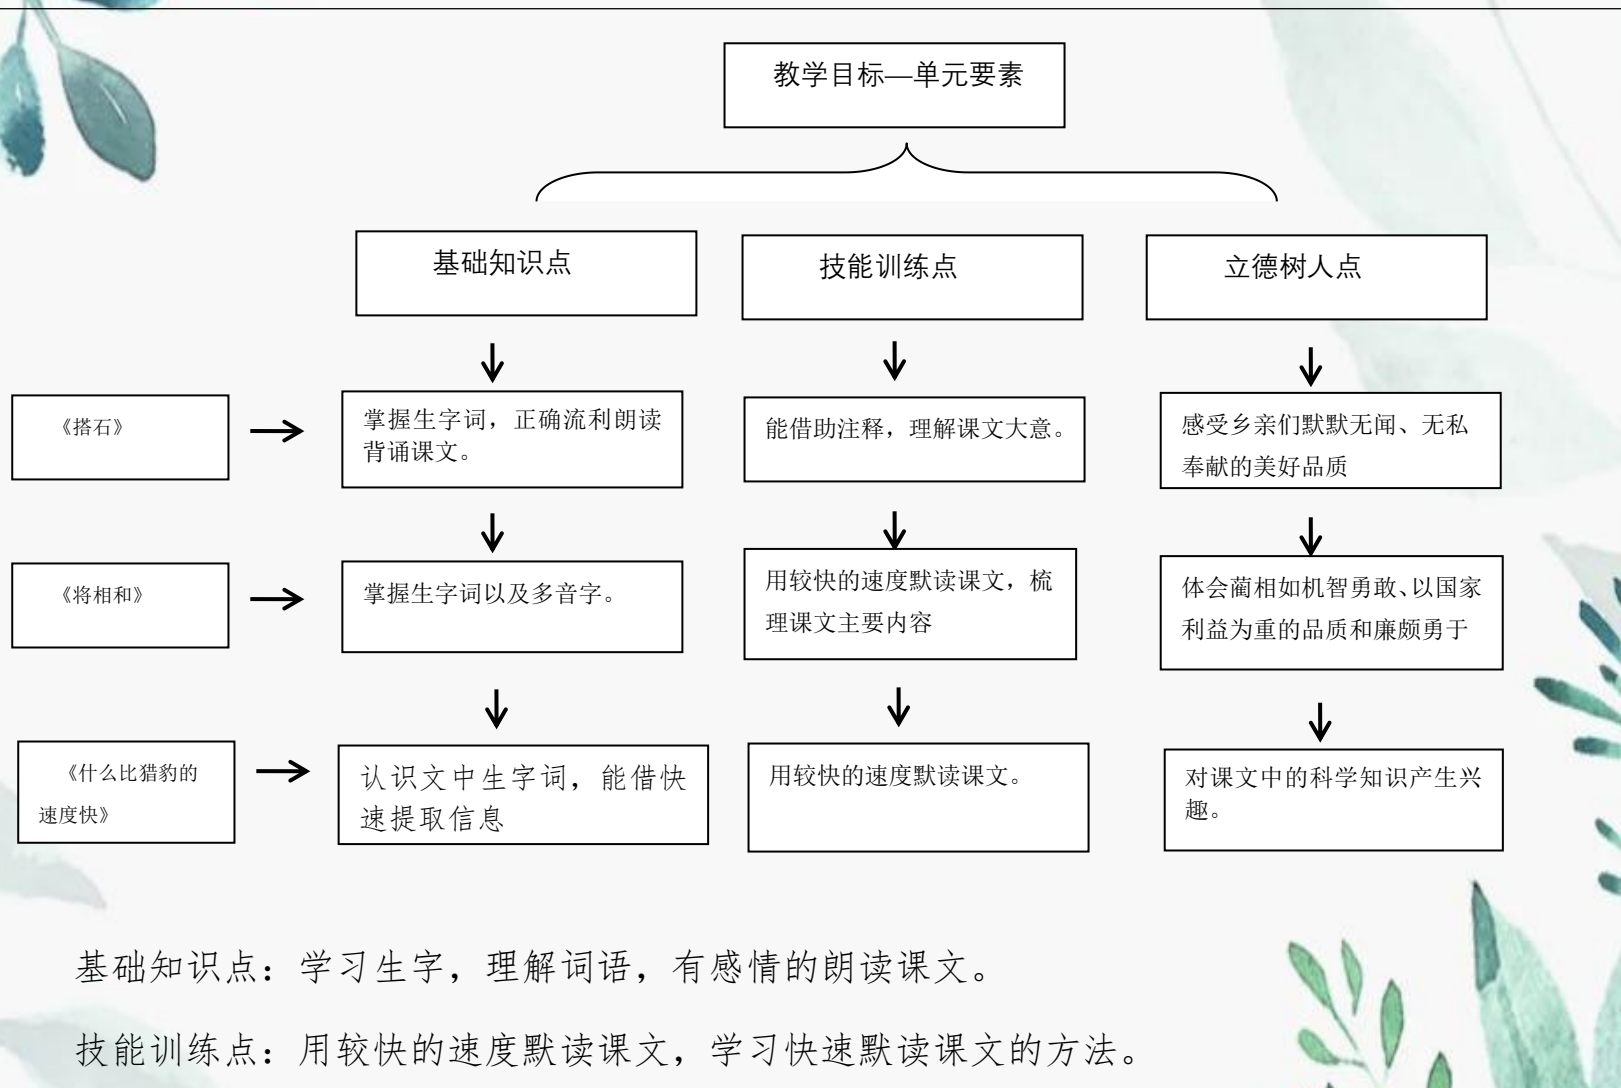 教学目标—单元要素
基础知识点
技能训练点
立德树人点
《搭石》
掌握生字词，正确流利朗读
背诵课文。
能借助注释，理解课文大意。
感受乡亲们默默无闻、无私
奉献的美好品质
《将相和》
掌握生字词以及多音字。
用较快的速度默读课文，梳
理课文主要内容
体会蔺相如机智勇敢、以国家
利益为重的品质和廉颇勇于
《什么比猎豹的
速度快》
认识文中生字词，能借快
速提取信息
用较快的速度默读课文。
对课文中的科学知识产生兴
趣。
基础知识点：学习生字，理解词语，有感情的朗读课文。
技能训练点：用较快的速度默读课文，学习快速默读课文的方法。